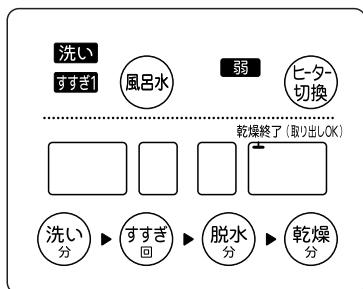 洗い
すすぎ1
風呂水
弱
ヒーター
切換
乾燥終了(取り出しOK)
洗い
分
すすぎ
回
脱水
分
乾燥
分